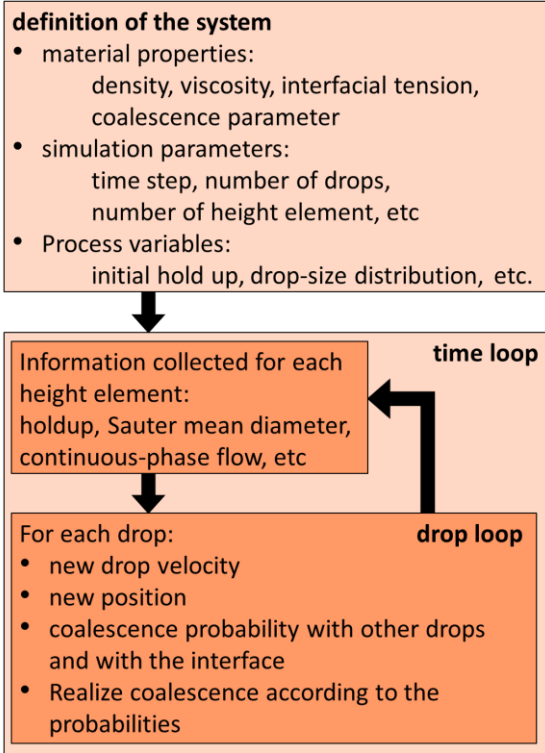 definition of the system
• material properties:
density, viscosity, interfacial tension,
coalescence parameter
• simulation parameters:
time step, number of drops,
number of height element, etc
• Process variables:
initial hold up, drop-size distribution, etc.
time loop
Information collected for each
height element:
holdup, Sauter mean diameter,
continuous-phase flow, etc
For each drop:
drop loop
• new drop velocity
• new position
• coalescence probability with other drops
and with the interface
• Realize coalescence according to the
probabilities